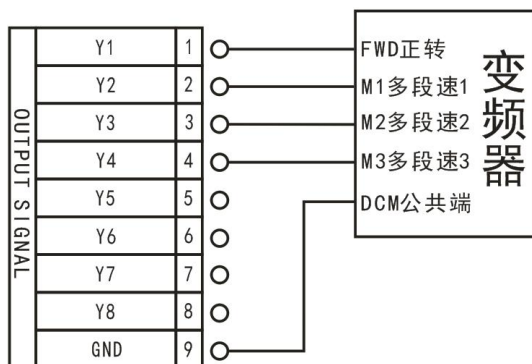 OUTPUT SIGNAL
Y1 1 FWD正转
Y2 2 M1多段速1
Y3 3 M2多段速2
Y4 4 M3多段速3
Y5 5 DCM公共端
Y6 6
Y7 7
Y8 8
GND 9
变频器